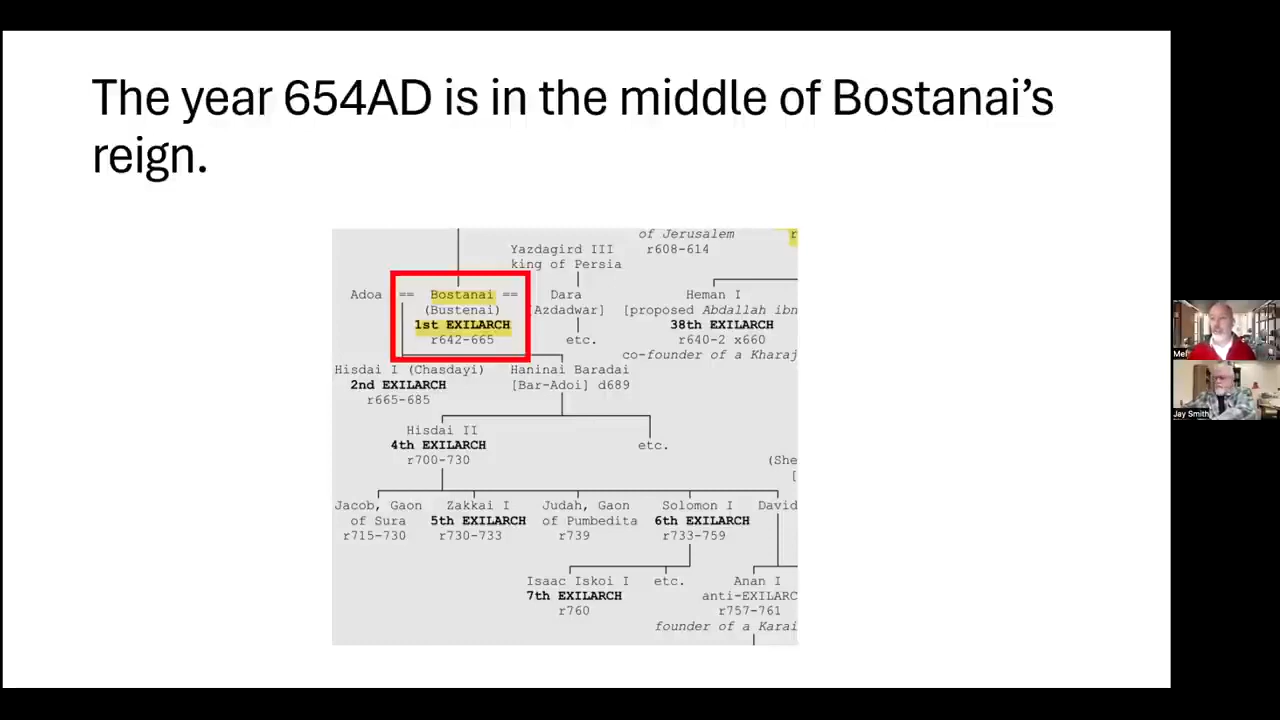 The year 654AD is in the middle of Bostanai’s
reign.
of Jerusalem
r608-614
Yazdagird III
king of Persia
Adoa == Bostanai == Dara
(Bustenai) [Azdadwar]
1st EXILARCH
r642-665
etc.
Heman I
[proposed Abdallah ibn
38th EXILARCH
r640-2 x660
co-founder of a Kharaj
Hisdai I (Chasdayi)
2nd EXILARCH
r665-685
Haninai Baradai
[Bar-Adoi] d689
Hisdai II
4th EXILARCH
r700-730
etc.
(She
[
Jacob, Gaon
of Sura
r715-730
Zakkai I
5th EXILARCH
r730-733
Judah, Gaon
of Pumbedita
r739
Solomon I
6th EXILARCH
r733-759
David
Isaac Iskoi I
7th EXILARCH
r760
etc.
Anan I
anti-EXILARC
r757-761
founder of a Karai
Mel
Jay Smith